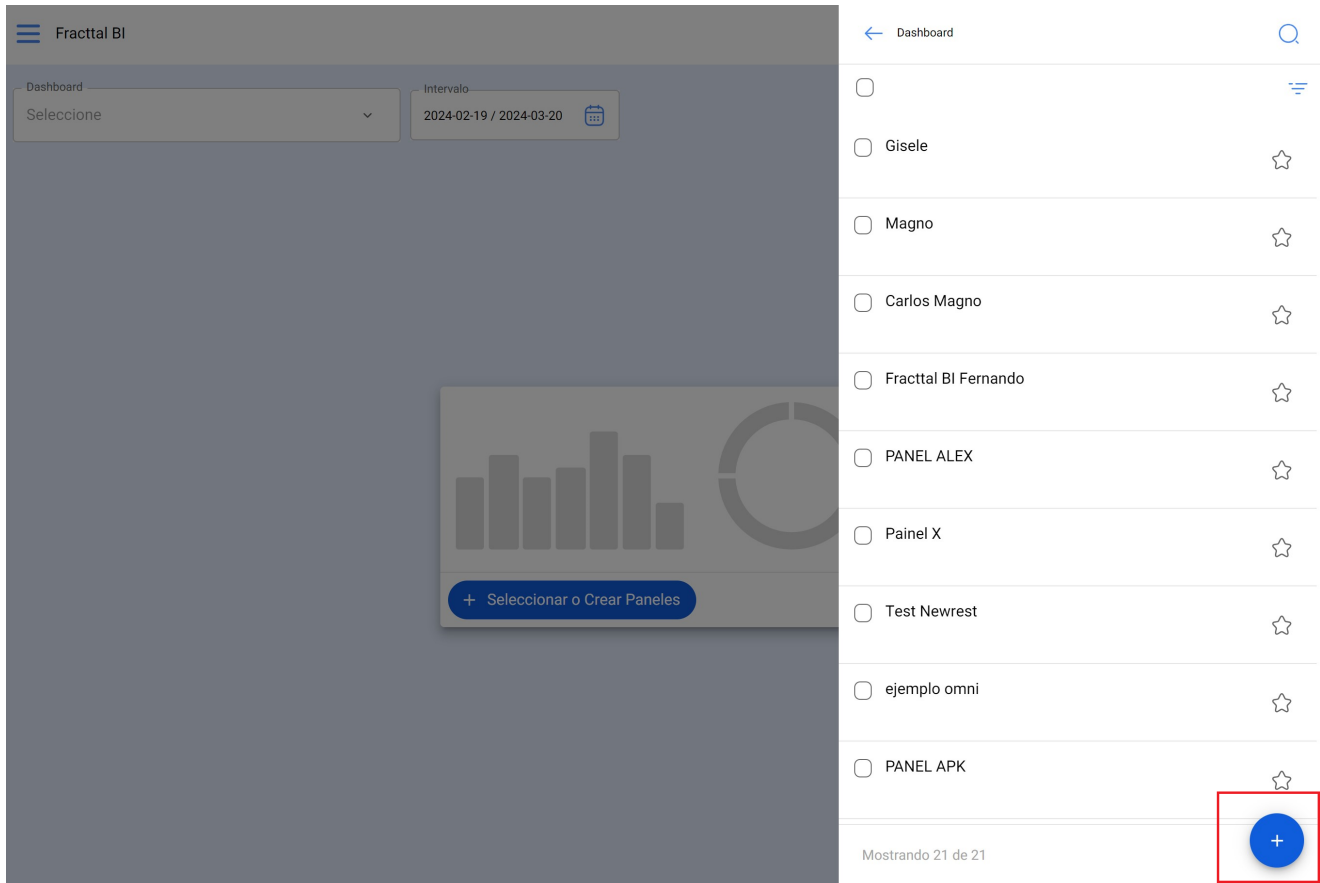 Fracttal BI
Dashboard
Seleccione
Intervalo
2024-02-19 / 2024-03-20
+ Seleccionar o Crear Paneles
Dashboard
Gisele
Magno
Carlos Magno
Fracttal BI Fernando
PANEL ALEX
Painel X
Test Newrest
ejemplo omni
PANEL APK
Mostrando 21 de 21
+